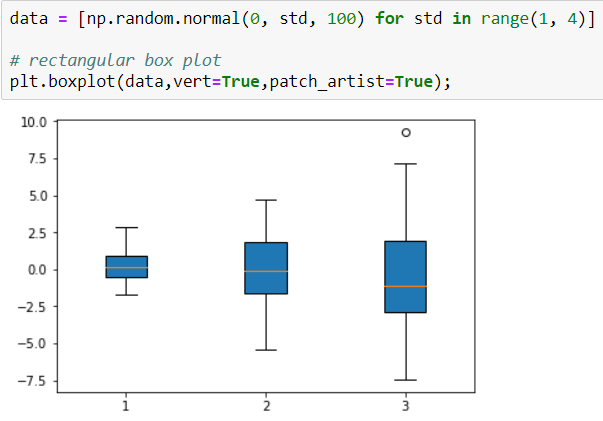 data = [np.random.normal(0, std, 100) for std in range(1, 4)]
# rectangular box plot
plt.boxplot(data,vert=True,patch_artist=True);
10.0
7.5
5.0
2.5
0.0
−2.5
−5.0
−7.5
1 2 3